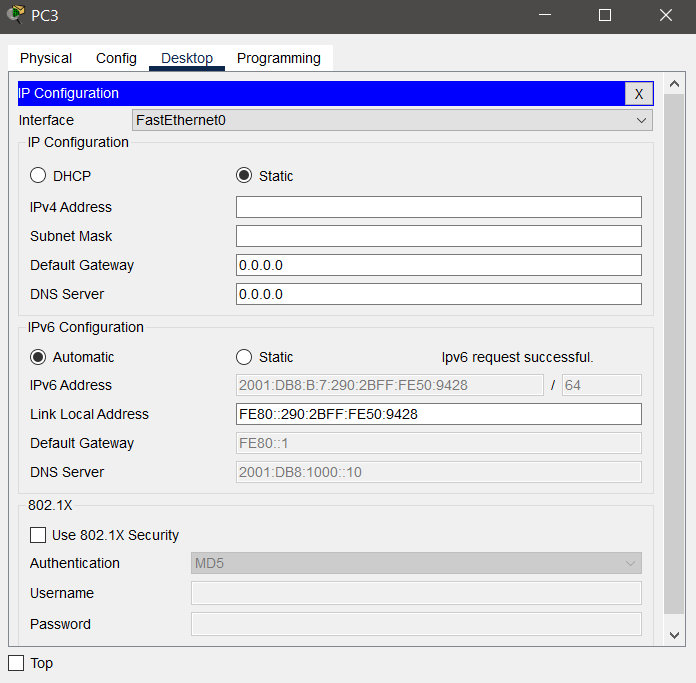 PC3
Physical Config Desktop Programming
IP Configuration X
Interface FastEthernet0
IP Configuration
DHCP Static
IPv4 Address
Subnet Mask
Default Gateway 0.0.0.0
DNS Server 0.0.0.0
IPv6 Configuration
Automatic Static Ipv6 request successful.
IPv6 Address 2001:DB8:B:7:290:2BFF:FE50:9428 / 64
Link Local Address FE80::290:2BFF:FE50:9428
Default Gateway FE80::1
DNS Server 2001:DB8:1000::10
802.1X
Use 802.1X Security
Authentication MD5
Username
Password
Top